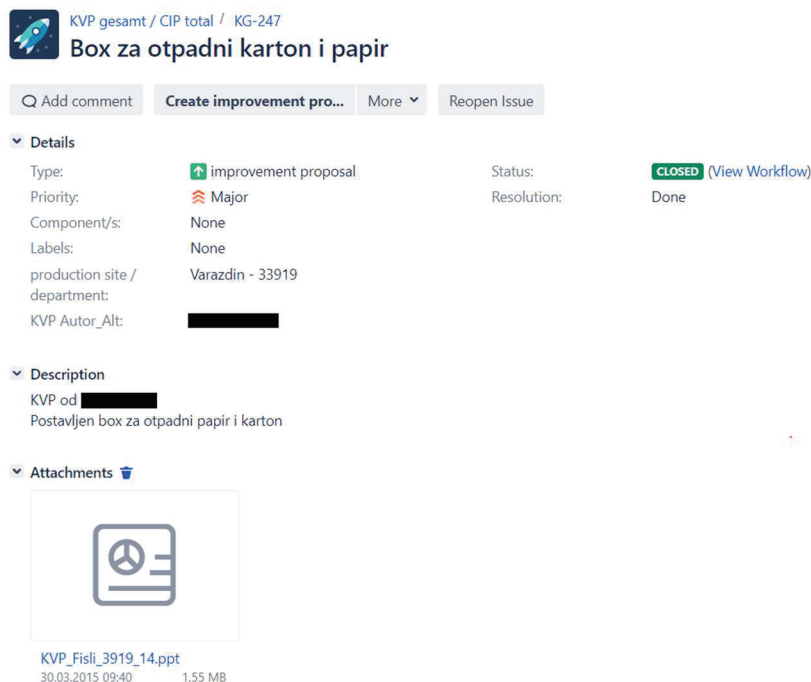 KVP gesamt / CIP total / KG-247
Box za otpadni karton i papir
Add comment Create improvement pro... More Reopen Issue
Details
Type: improvement proposal Status: CLOSED (View Workflow)
Priority: Major Resolution: Done
Component/s: None
Labels: None
production site / Varazdin - 33919
department:
KVP Autor_Alt:
Description
KVP od
Postavljen box za otpadni papir i karton
Attachments
KVP_Fisli_3919_14.ppt
30.03.2015 09:40 1.55 MB